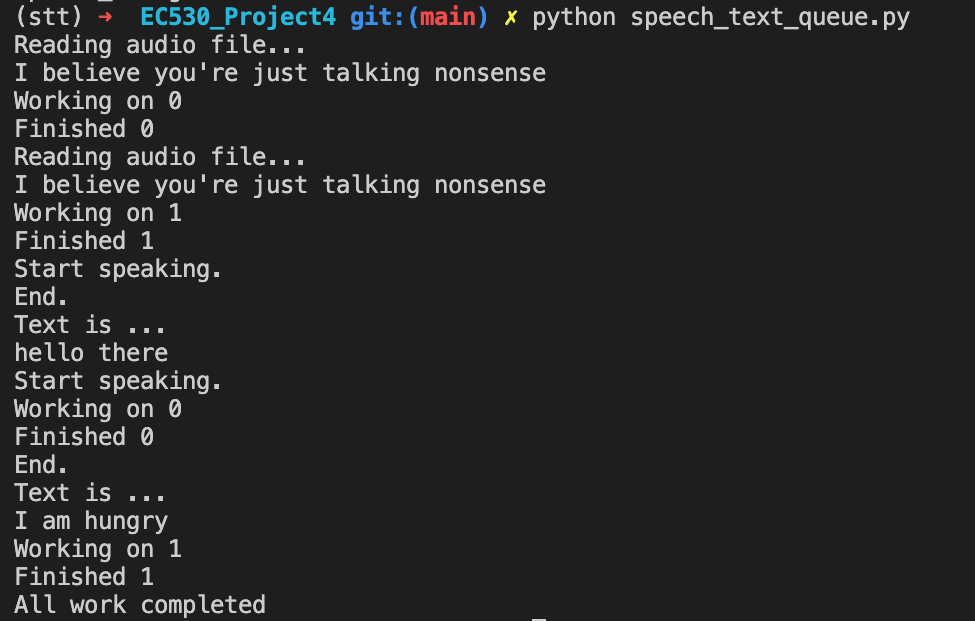 (stt) → EC530_Project4 git:(main) ✗ python speech_text_queue.py
Reading audio file...
I believe you're just talking nonsense
Working on 0
Finished 0
Reading audio file...
I believe you're just talking nonsense
Working on 1
Finished 1
Start speaking.
End.
Text is ...
hello there
Start speaking.
Working on 0
Finished 0
End.
Text is ...
I am hungry
Working on 1
Finished 1
All work completed